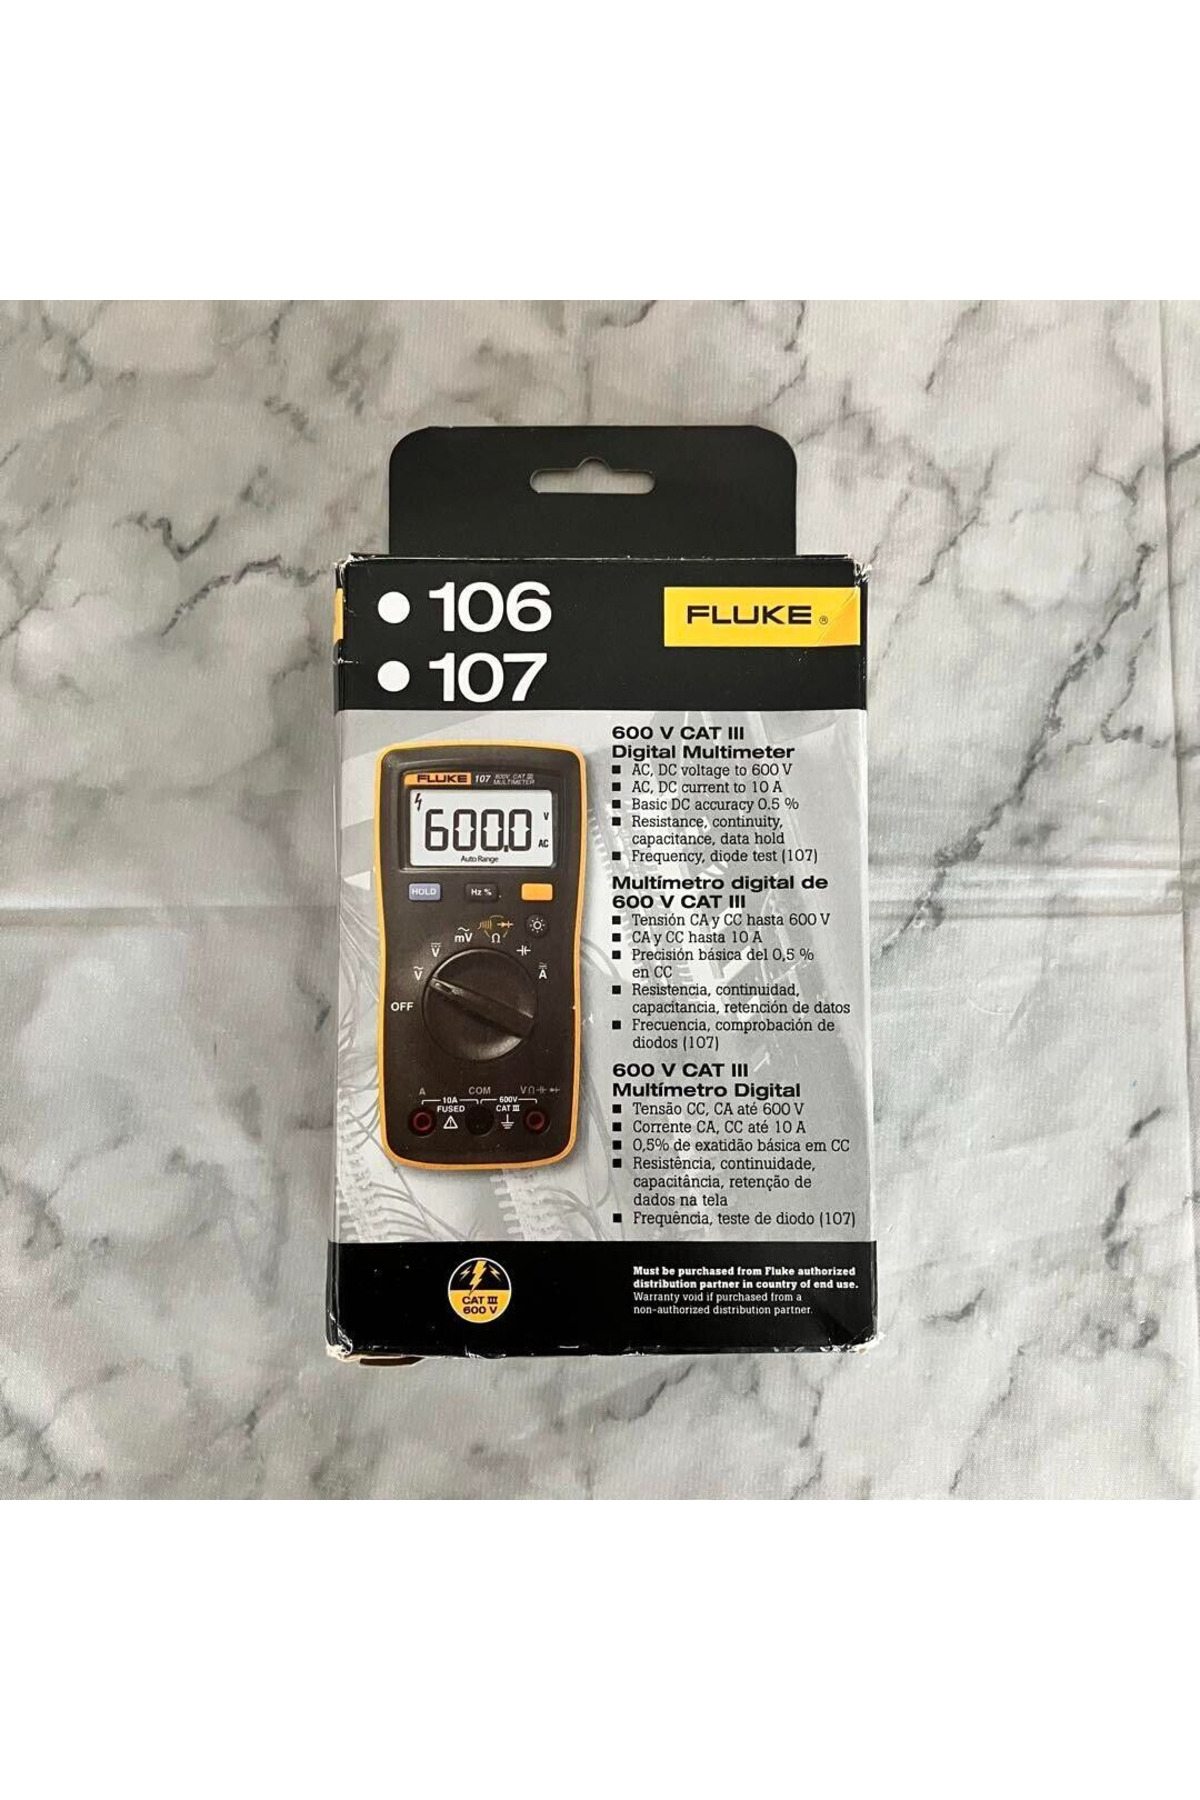 106
107
FLUKE ®
600 V CAT III
Digital Multimeter
■ AC, DC voltage to 600 V
■ AC, DC current to 10 A
■ Basic DC accuracy 0.5 %
■ Resistance, continuity,
capacitance, data hold
■ Frequency, diode test (107)
Multímetro digital de
600 V CAT III
■ Tensión CA y CC hasta 600 V
■ CA y CC hasta 10 A
■ Precisión básica del 0,5 %
en CC
■ Resistencia, continuidad,
capacitancia, retención de datos
■ Frecuencia, comprobación de
diodos (107)
600 V CAT III
Multímetro Digital
■ Tensão CC, CA até 600 V
■ Corrente CA, CC até 10 A
■ 0,5% de exatidão básica em CC
■ Resistência, continuidade,
capacitância, retenção de
dados na tela
■ Frequência, teste de diodo (107)
FLUKE 107 600V CAT III
MULTIMETER
600.0 V
AC
Auto Range
HOLD Hz %
mV Ω
V
V A
OFF
A COM VΩ
10A 600V
FUSED CAT III
CAT III
600 V
Must be purchased from Fluke authorized
distribution partner in country of end use.
Warranty void if purchased from a
non-authorized distribution partner.